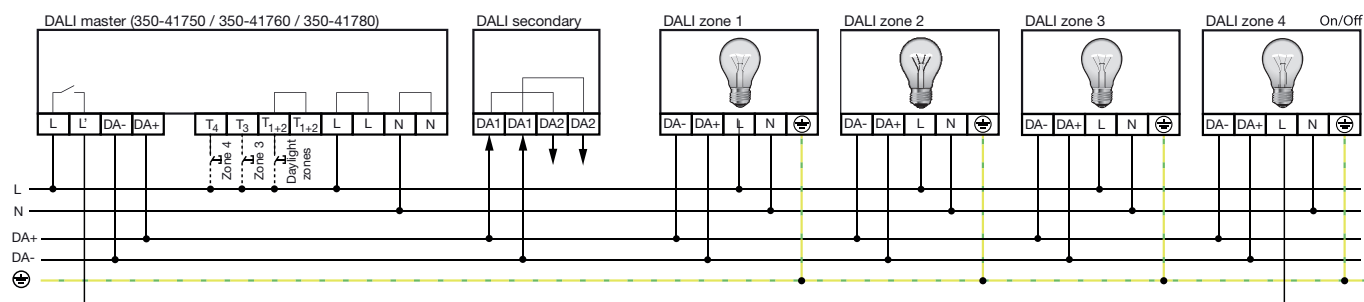 DALI master (350-41750 / 350-41760 / 350-41780)
DALI secondary
DALI zone 1
DALI zone 2
DALI zone 3
DALI zone 4 On/Off
L L' DA- DA+ T4 T3 T1+2 T1+2 L L N N
DA1 DA1 DA2 DA2
DA- DA+ L N
DA- DA+ L N
DA- DA+ L N
DA- DA+ L N
Zone 4
Zone 3
Daylight
zones
L
N
DA+
DA-